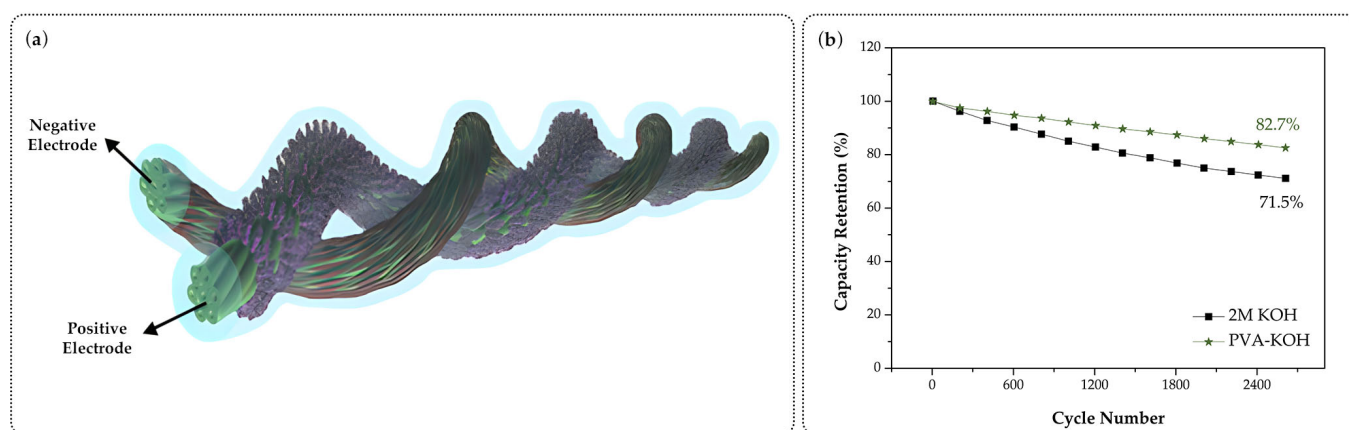 (a)
Negative
Electrode
Positive
Electrode
(b)
Capacity Retention (%)
120
100
80
60
40
20
0
82.7%
71.5%
2M KOH
PVA-KOH
0
600
1200
1800
2400
Cycle Number